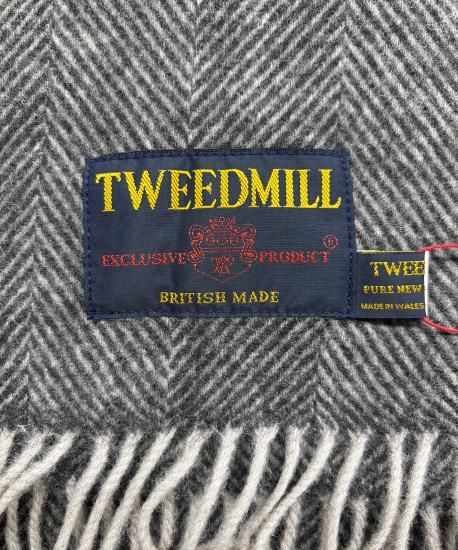 TWEEDMILL
EXCLUSIVE PRODUCT ®
BRITISH MADE
TWEE
PURE NEW
MADE IN WALES